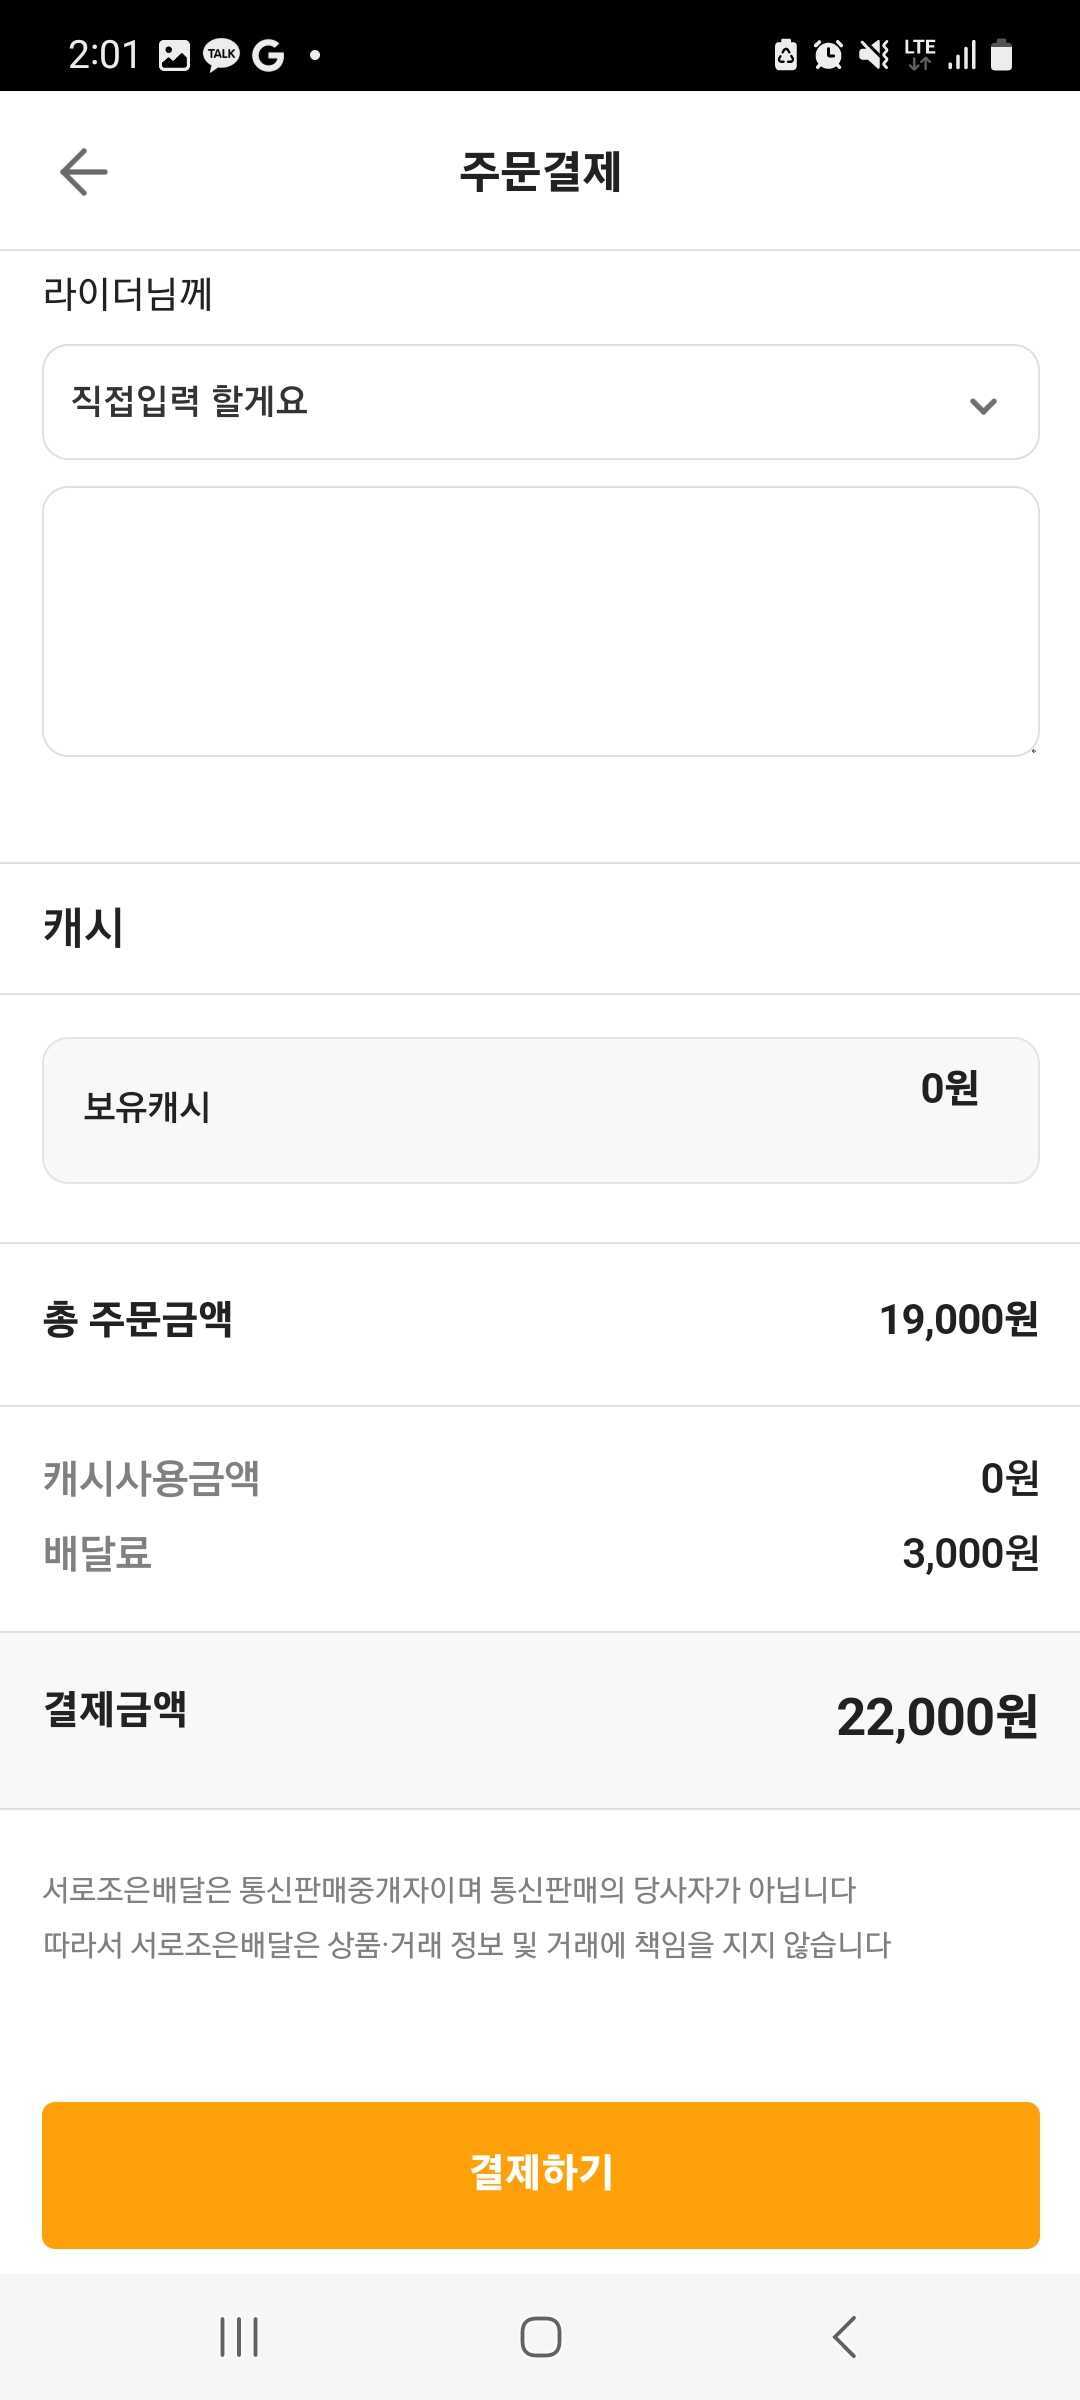 2:01 TALK G LTE
주문결제
라이더님께
직접입력 할게요
캐시
보유캐시 0원
총 주문금액 19,000원
캐시사용금액 0원
배달료 3,000원
결제금액 22,000원
서로조은배달은 통신판매중개자이며 통신판매의 당사자가 아닙니다
따라서 서로조은배달은 상품·거래 정보 및 거래에 책임을 지지 않습니다
결제하기